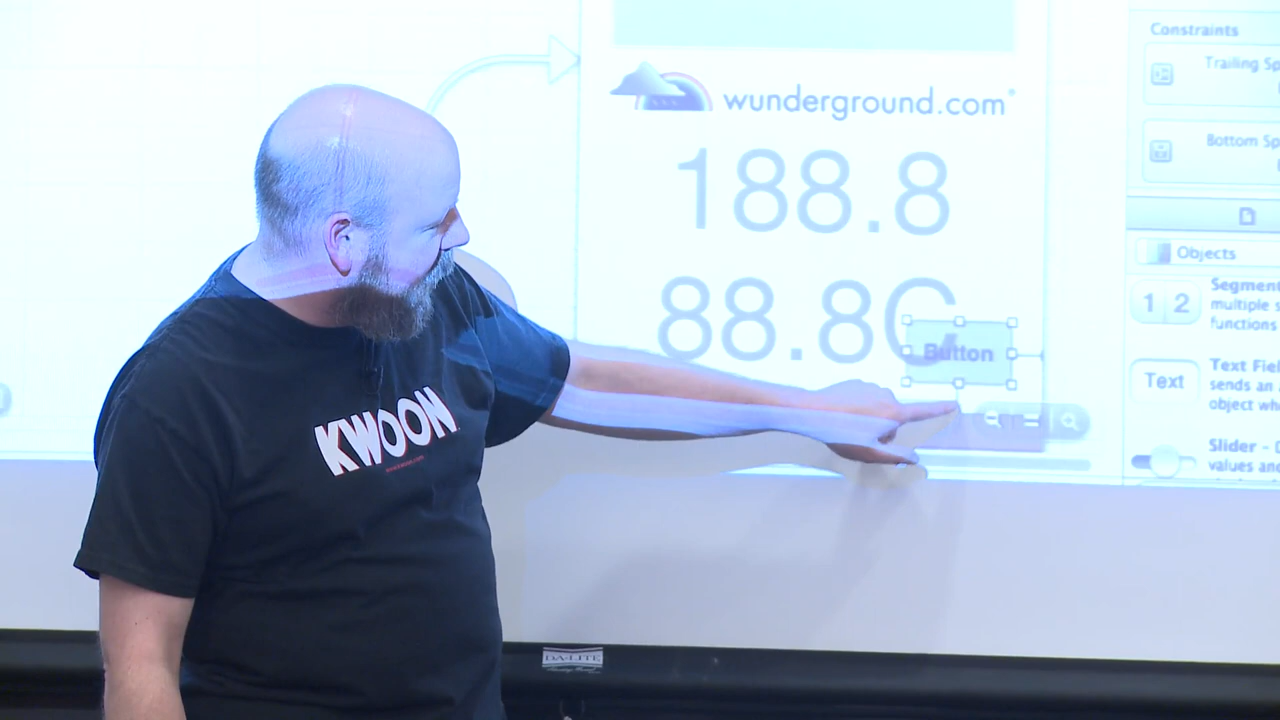 Constraints
Trailing Sp
wunderground.com
Bottom Sp
188.8
Objects
88.8C
Button
1 2
Segment
multiple s
functions
Text
Text Fiel
sends an
object wh
Slider - D
values and
KWOON
DA-LITE